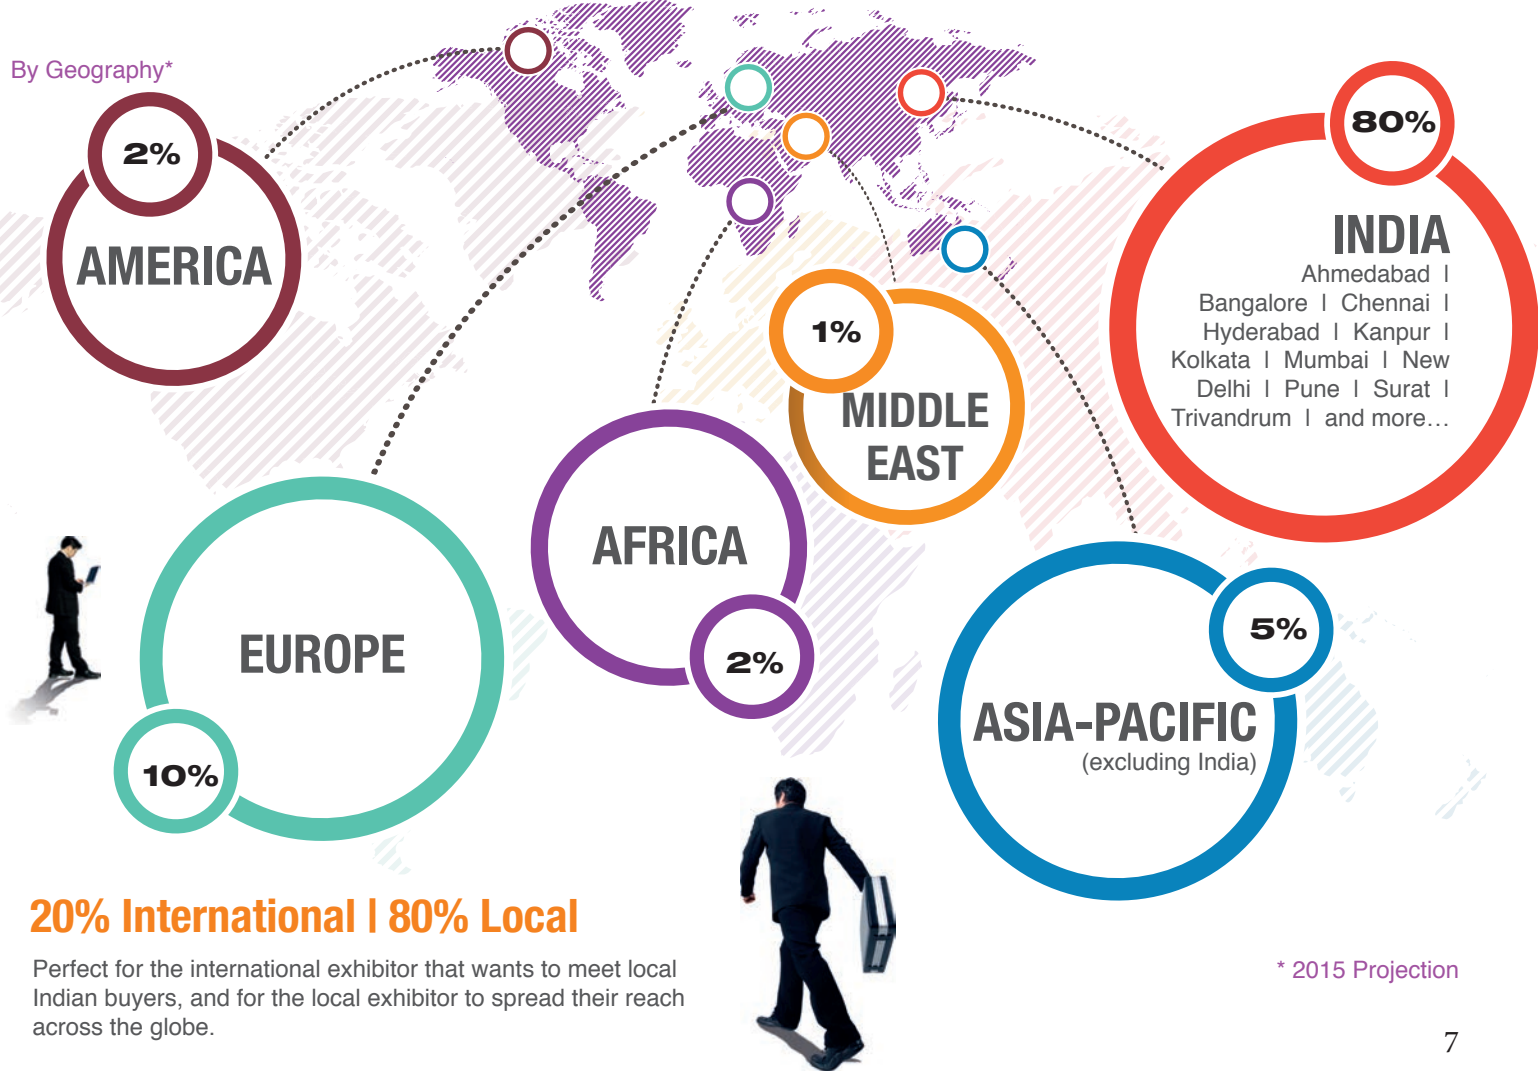 By Geography*
2%
AMERICA
80%
INDIA
Ahmedabad |
Bangalore | Chennai |
Hyderabad | Kanpur |
Kolkata | Mumbai | New
Delhi | Pune | Surat |
Trivandrum | and more…
1%
MIDDLE
EAST
AFRICA
2%
EUROPE
10%
5%
ASIA-PACIFIC
(excluding India)
20% International | 80% Local
Perfect for the international exhibitor that wants to meet local
Indian buyers, and for the local exhibitor to spread their reach
across the globe.
* 2015 Projection
7